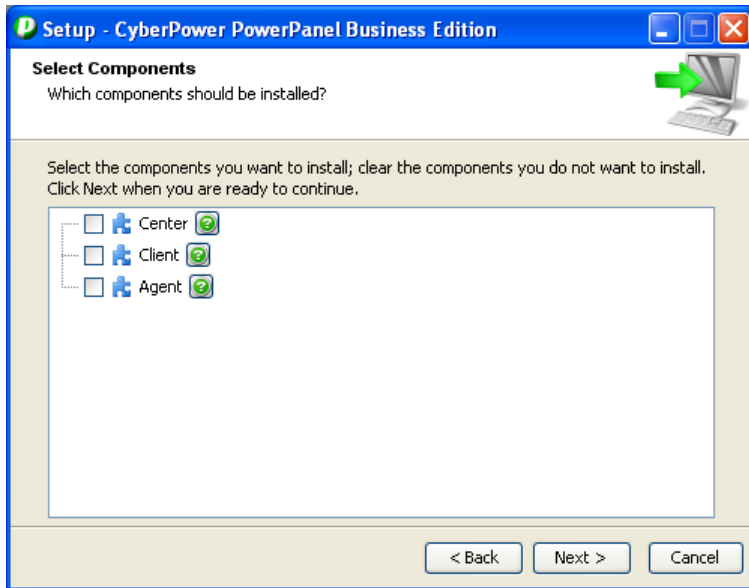 Setup - CyberPower PowerPanel Business Edition
Select Components
Which components should be installed?
Select the components you want to install; clear the components you do not want to install.
Click Next when you are ready to continue.
Center
Client
Agent
< Back
Next >
Cancel